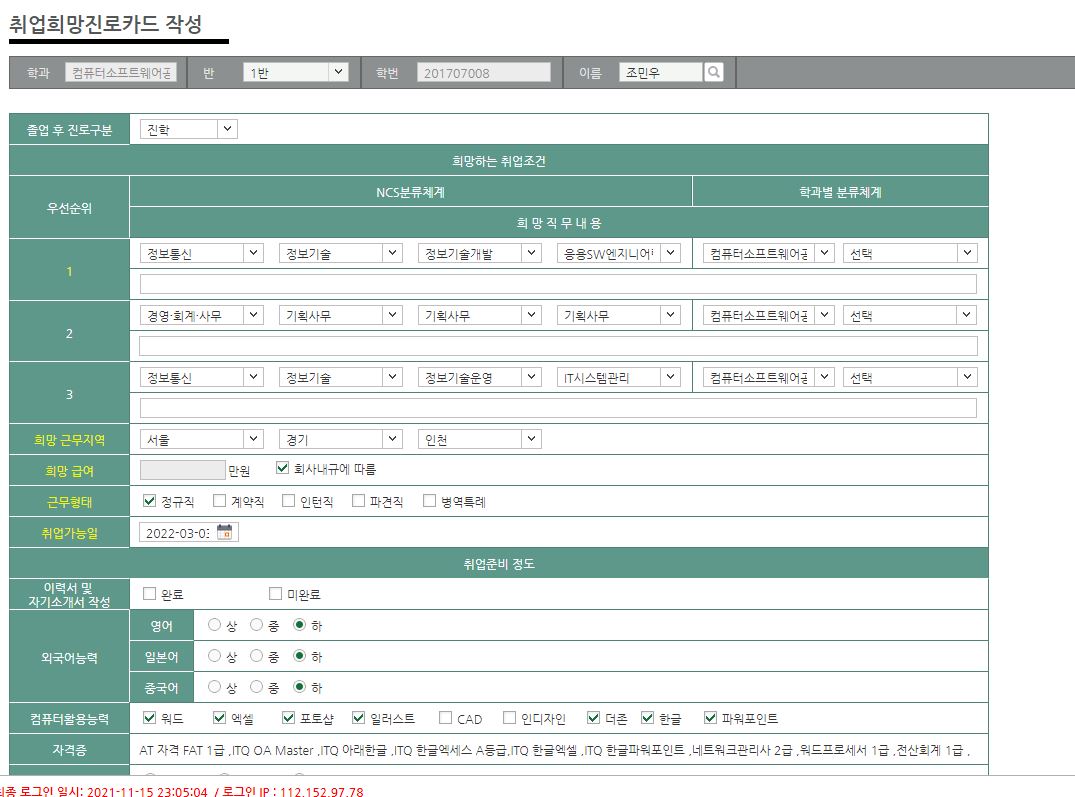 취업희망진로카드 작성
학과 컴퓨터소프트웨어공 반 1반 학번 201707008 이름 조민우
졸업 후 진로구분 진학
희망하는 취업조건
우선순위 NCS분류체계 학과별 분류체계
희 망 직 무 내 용
1 정보통신 정보기술 정보기술개발 응용SW엔지니어 컴퓨터소프트웨어공 선택
2 경영·회계·사무 기획사무 기획사무 기획사무 컴퓨터소프트웨어공 선택
3 정보통신 정보기술 정보기술운영 IT시스템관리 컴퓨터소프트웨어공 선택
희망 근무지역 서울 경기 인천
희망 급여 만원 회사내규에 따름
근무형태 정규직 계약직 인턴직 파견직 병역특례
취업가능일 2022-03-03
취업준비 정도
이력서 및
자기소개서 작성 완료 미완료
외국어능력 영어 상 중 하
일본어 상 중 하
중국어 상 중 하
컴퓨터활용능력 워드 엑셀 포토샵 일러스트 CAD 인디자인 더존 한글 파워포인트
자격증 AT 자격 FAT 1급 ,ITQ OA Master ,ITQ 아래한글 ,ITQ 한글엑세스 A등급,ITQ 한글엑셀 ,ITQ 한글파워포인트 ,네트워크관리사 2급 ,워드프로세서 1급 ,전산회계 1급 ,
최종 로그인 일시: 2021-11-15 23:05:04 / 로그인 IP : 112.152.97.78